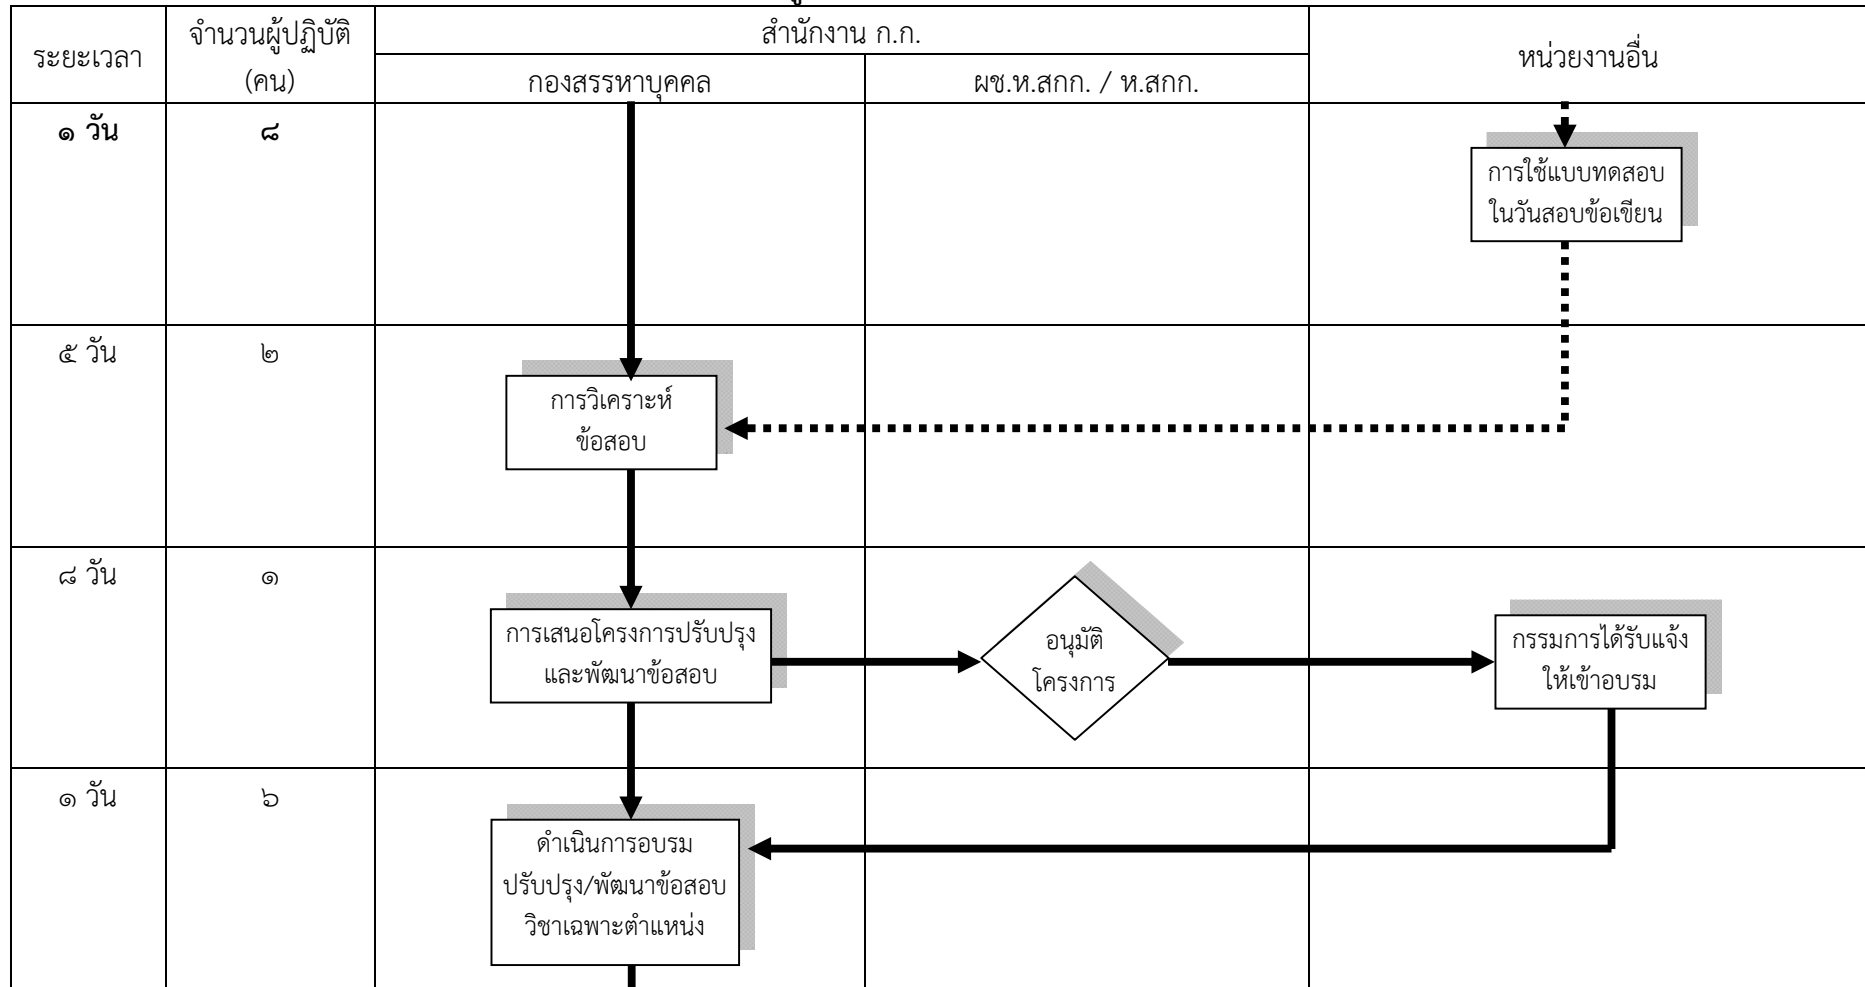 ระยะเวลา
จำนวนผู้ปฏิบัติ
(คน)
สำนักงาน ก.ก.
หน่วยงานอื่น
กองสรรหาบุคคล
ผช.ห.สกก. / ห.สกก.
๑ วัน
๘
การใช้แบบทดสอบ
ในวันสอบข้อเขียน
๕ วัน
๒
การวิเคราะห์
ข้อสอบ
๘ วัน
๑
การเสนอโครงการปรับปรุง
และพัฒนาข้อสอบ
อนุมัติ
โครงการ
กรรมการได้รับแจ้ง
ให้เข้าอบรม
๑ วัน
๖
ดำเนินการอบรม
ปรับปรุง/พัฒนาข้อสอบ
วิชาเฉพาะตำแหน่ง